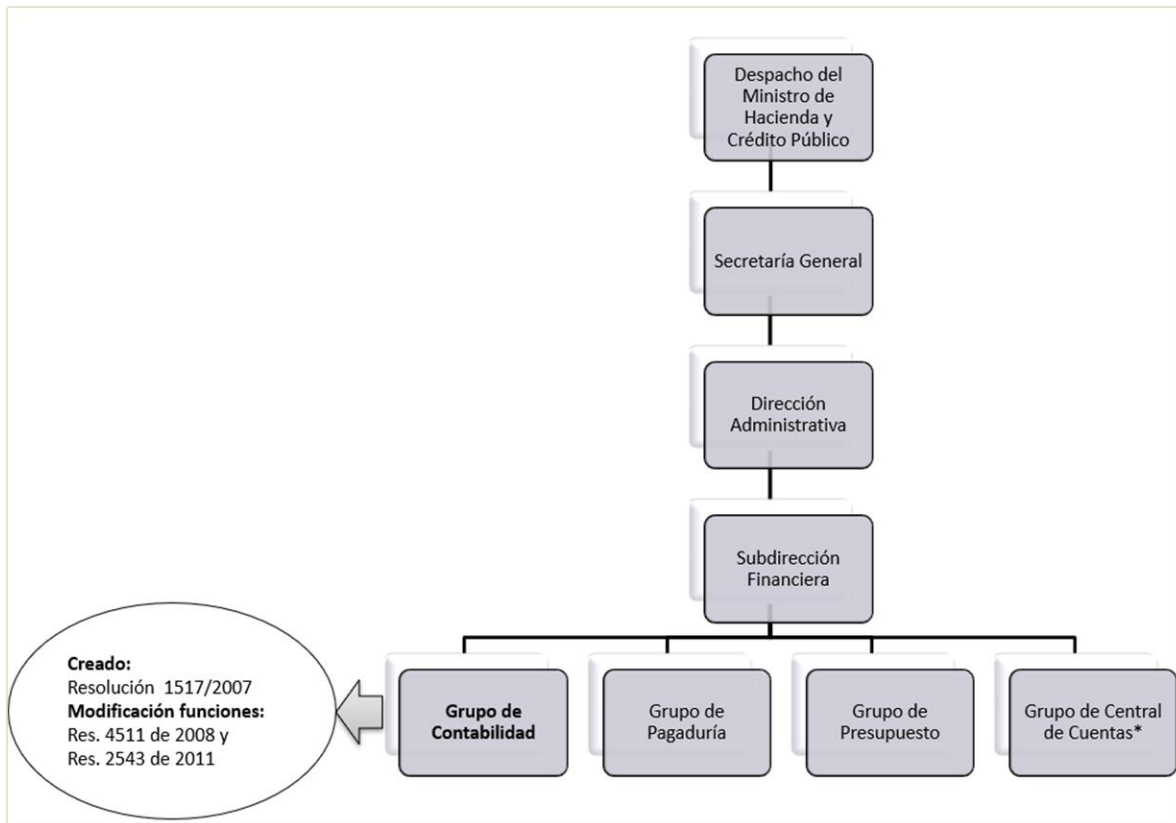 Despacho del
Ministro de
Hacienda y
Crédito Público
Secretaría General
Dirección
Administrativa
Subdirección
Financiera
Creado:
Resolución 1517/2007
Modificación funciones:
Res. 4511 de 2008 y
Res. 2543 de 2011
Grupo de
Contabilidad
Grupo de
Pagaduría
Grupo de
Presupuesto
Grupo de Central
de Cuentas*